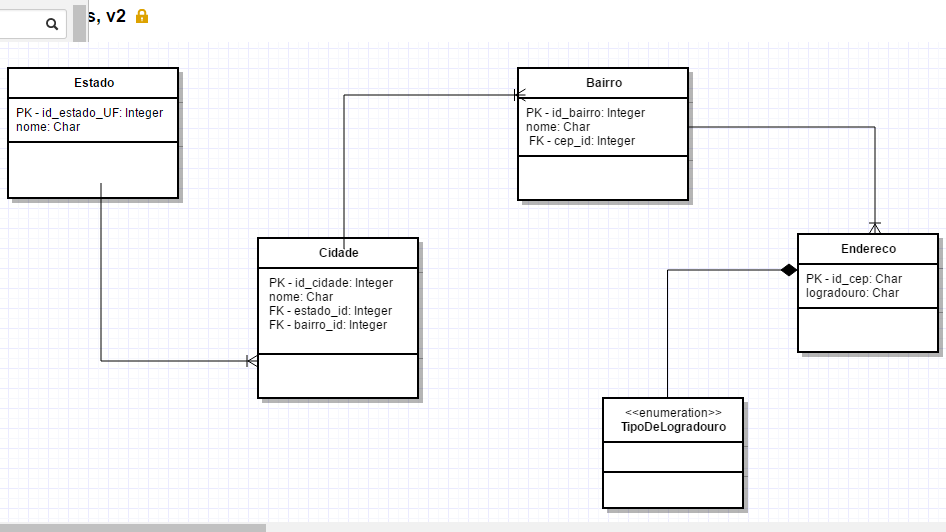 s, v2
Estado
PK - id_estado_UF: Integer
nome: Char
Bairro
PK - id_bairro: Integer
nome: Char
FK - cep_id: Integer
Cidade
PK - id_cidade: Integer
nome: Char
FK - estado_id: Integer
FK - bairro_id: Integer
Endereco
PK - id_cep: Char
logradouro: Char
<<enumeration>>
TipoDeLogradouro